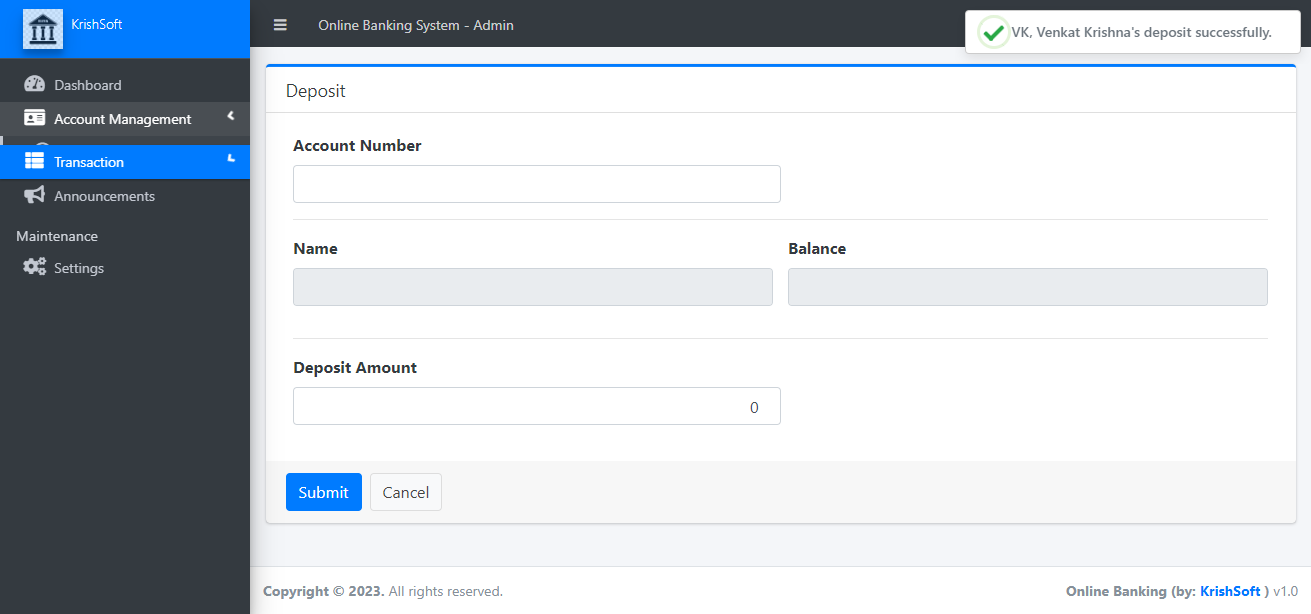 KrishSoft
Online Banking System - Admin
VK, Venkat Krishna's deposit successfully.
Dashboard
Account Management
Transaction
Announcements
Maintenance
Settings
Deposit
Account Number
Name
Balance
Deposit Amount
0
Submit
Cancel
Copyright © 2023. All rights reserved.
Online Banking (by: KrishSoft ) v1.0